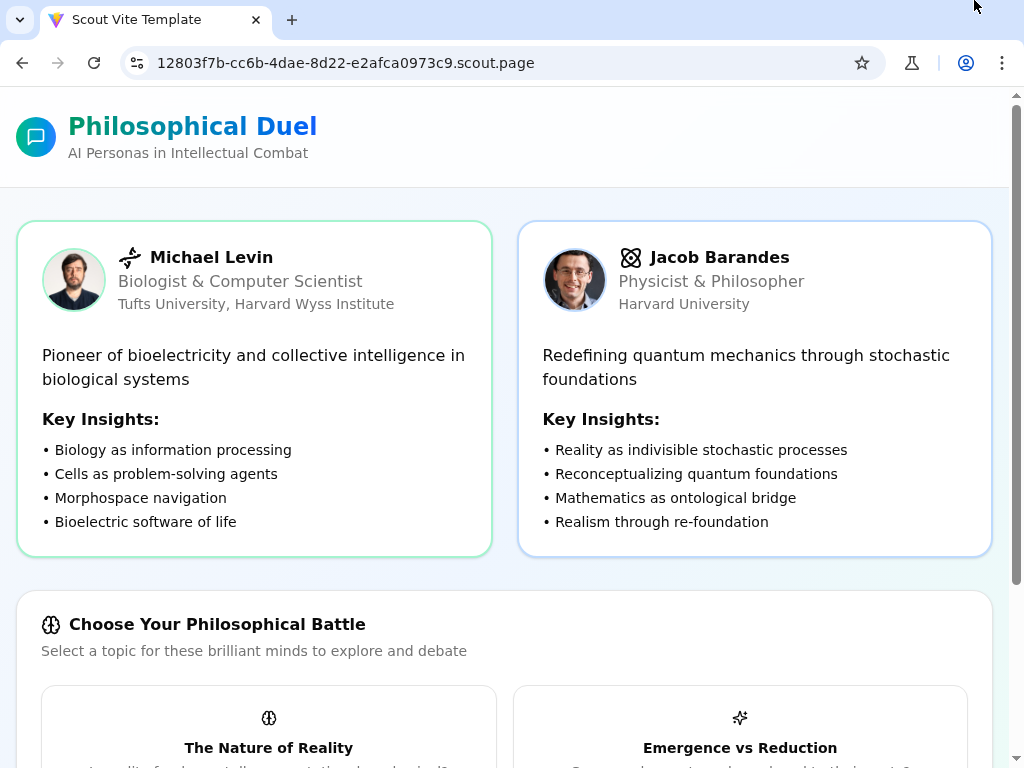 Scout Vite Template
12803f7b-cc6b-4dae-8d22-e2afca0973c9.scout.page
Philosophical Duel
AI Personas in Intellectual Combat
Michael Levin
Biologist & Computer Scientist
Tufts University, Harvard Wyss Institute
Pioneer of bioelectricity and collective intelligence in
biological systems
Key Insights:
• Biology as information processing
• Cells as problem-solving agents
• Morphospace navigation
• Bioelectric software of life
Jacob Barandes
Physicist & Philosopher
Harvard University
Redefining quantum mechanics through stochastic
foundations
Key Insights:
• Reality as indivisible stochastic processes
• Reconceptualizing quantum foundations
• Mathematics as ontological bridge
• Realism through re-foundation
Choose Your Philosophical Battle
Select a topic for these brilliant minds to explore and debate
The Nature of Reality
Emergence vs Reduction